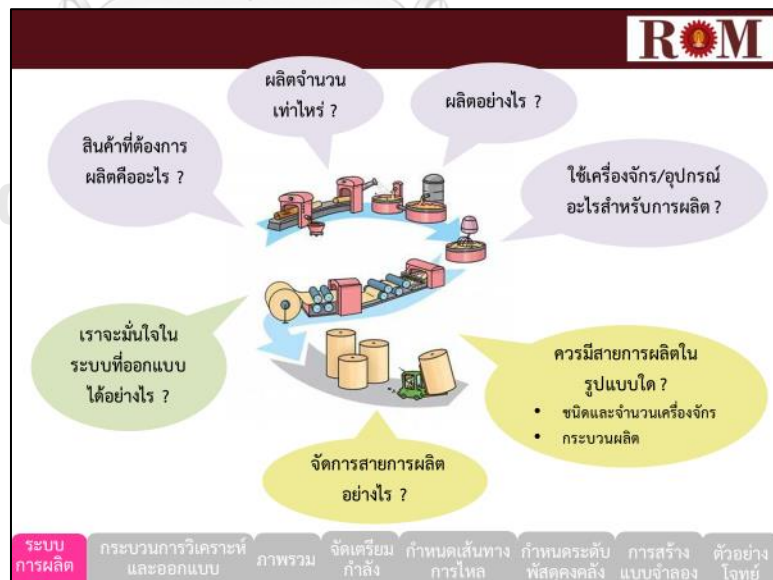 ROM
ผลิตจำนวน
เท่าไหร่ ?
ผลิตอย่างไร ?
สินค้าที่ต้องการ
ผลิตคืออะไร ?
ใช้เครื่องจักร/อุปกรณ์
อะไรสำหรับการผลิต ?
เราจะมั่นใจใน
ระบบที่ออกแบบ
ได้อย่างไร ?
ควรมีสายการผลิตใน
รูปแบบใด ?
• ชนิดและจำนวนเครื่องจักร
• กระบวนผลิต
จัดการสายการผลิต
อย่างไร ?
ระบบ
การผลิต
กระบวนการวิเคราะห์
และออกแบบ
ภาพรวม
จัดเตรียม
กำลัง
กำหนดเส้นทาง
การไหล
กำหนดระดับ
พัสดุคงคลัง
การสร้าง
แบบจำลอง
ตัวอย่าง
โจทย์